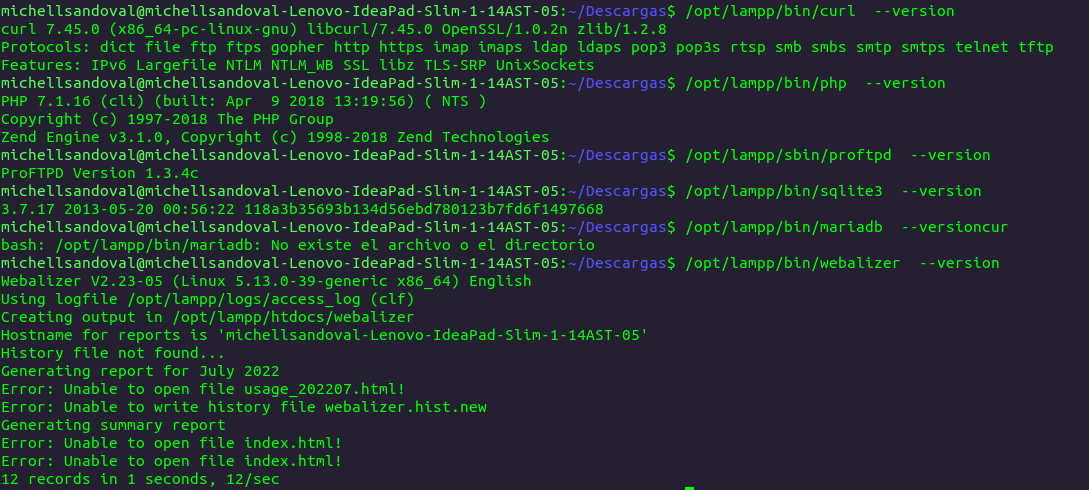 michellsandoval@michellsandoval-Lenovo-IdeaPad-Slim-1-14AST-05:~/Descargas$ /opt/lampp/bin/curl  --version
curl 7.45.0 (x86_64-pc-linux-gnu) libcurl/7.45.0 OpenSSL/1.0.2n zlib/1.2.8
Protocols: dict file ftp ftps gopher http https imap imaps ldap ldaps pop3 pop3s rtsp smb smbs smtp smtps telnet tftp
Features: IPv6 Largefile NTLM NTLM_WB SSL libz TLS-SRP UnixSockets
michellsandoval@michellsandoval-Lenovo-IdeaPad-Slim-1-14AST-05:~/Descargas$ /opt/lampp/bin/php  --version
PHP 7.1.16 (cli) (built: Apr  9 2018 13:19:56) ( NTS )
Copyright (c) 1997-2018 The PHP Group
Zend Engine v3.1.0, Copyright (c) 1998-2018 Zend Technologies
michellsandoval@michellsandoval-Lenovo-IdeaPad-Slim-1-14AST-05:~/Descargas$ /opt/lampp/sbin/proftpd  --version
ProFTPD Version 1.3.4c
michellsandoval@michellsandoval-Lenovo-IdeaPad-Slim-1-14AST-05:~/Descargas$ /opt/lampp/bin/sqlite3  --version
3.7.17 2013-05-20 00:56:22 118a3b35693b134d56ebd780123b7fd6f1497668
michellsandoval@michellsandoval-Lenovo-IdeaPad-Slim-1-14AST-05:~/Descargas$ /opt/lampp/bin/mariadb  --versioncur
bash: /opt/lampp/bin/mariadb: No existe el archivo o el directorio
michellsandoval@michellsandoval-Lenovo-IdeaPad-Slim-1-14AST-05:~/Descargas$ /opt/lampp/bin/webalizer  --version
Webalizer V2.23-05 (Linux 5.13.0-39-generic x86_64) English
Using logfile /opt/lampp/logs/access_log (clf)
Creating output in /opt/lampp/htdocs/webalizer
Hostname for reports is 'michellsandoval-Lenovo-IdeaPad-Slim-1-14AST-05'
History file not found...
Generating report for July 2022
Error: Unable to open file usage_202207.html!
Error: Unable to write history file webalizer.hist.new
Generating summary report
Error: Unable to open file index.html!
Error: Unable to open file index.html!
12 records in 1 seconds, 12/sec